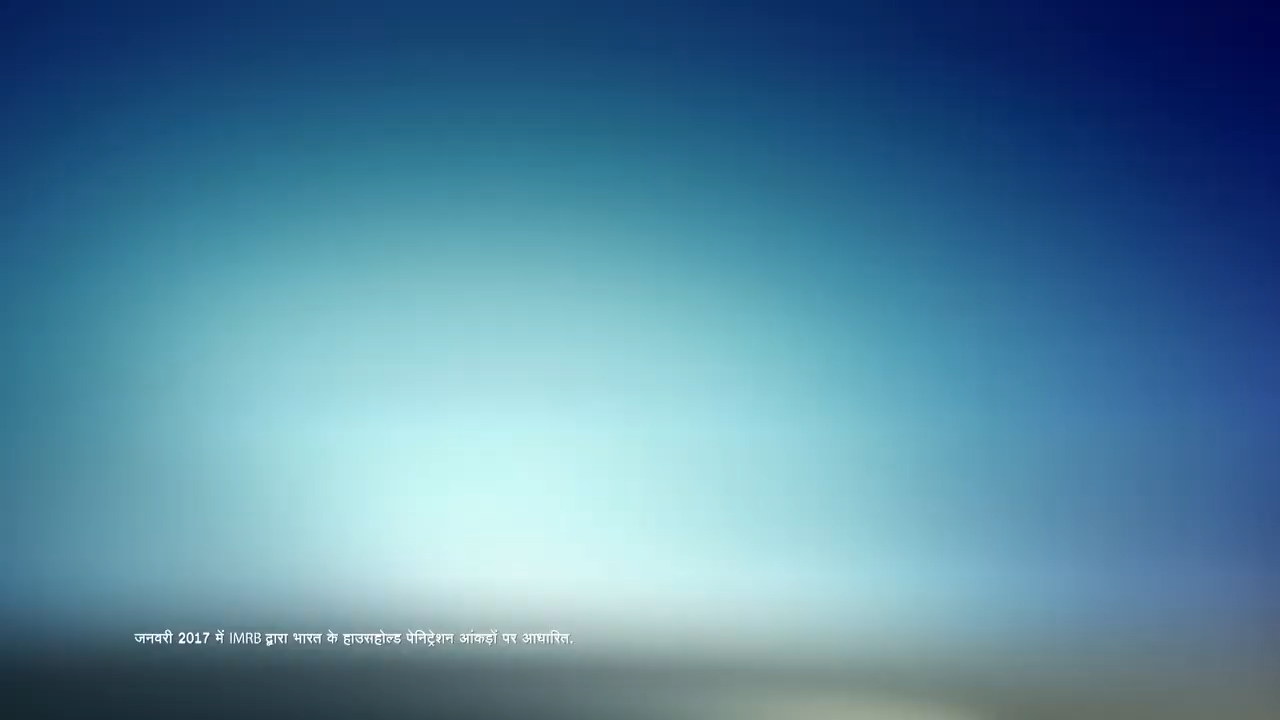 जनवरी 2017 में IMRB द्वारा भारत के हाउसहोल्ड पेनिट्रेशन आंकड़ों पर आधारित.